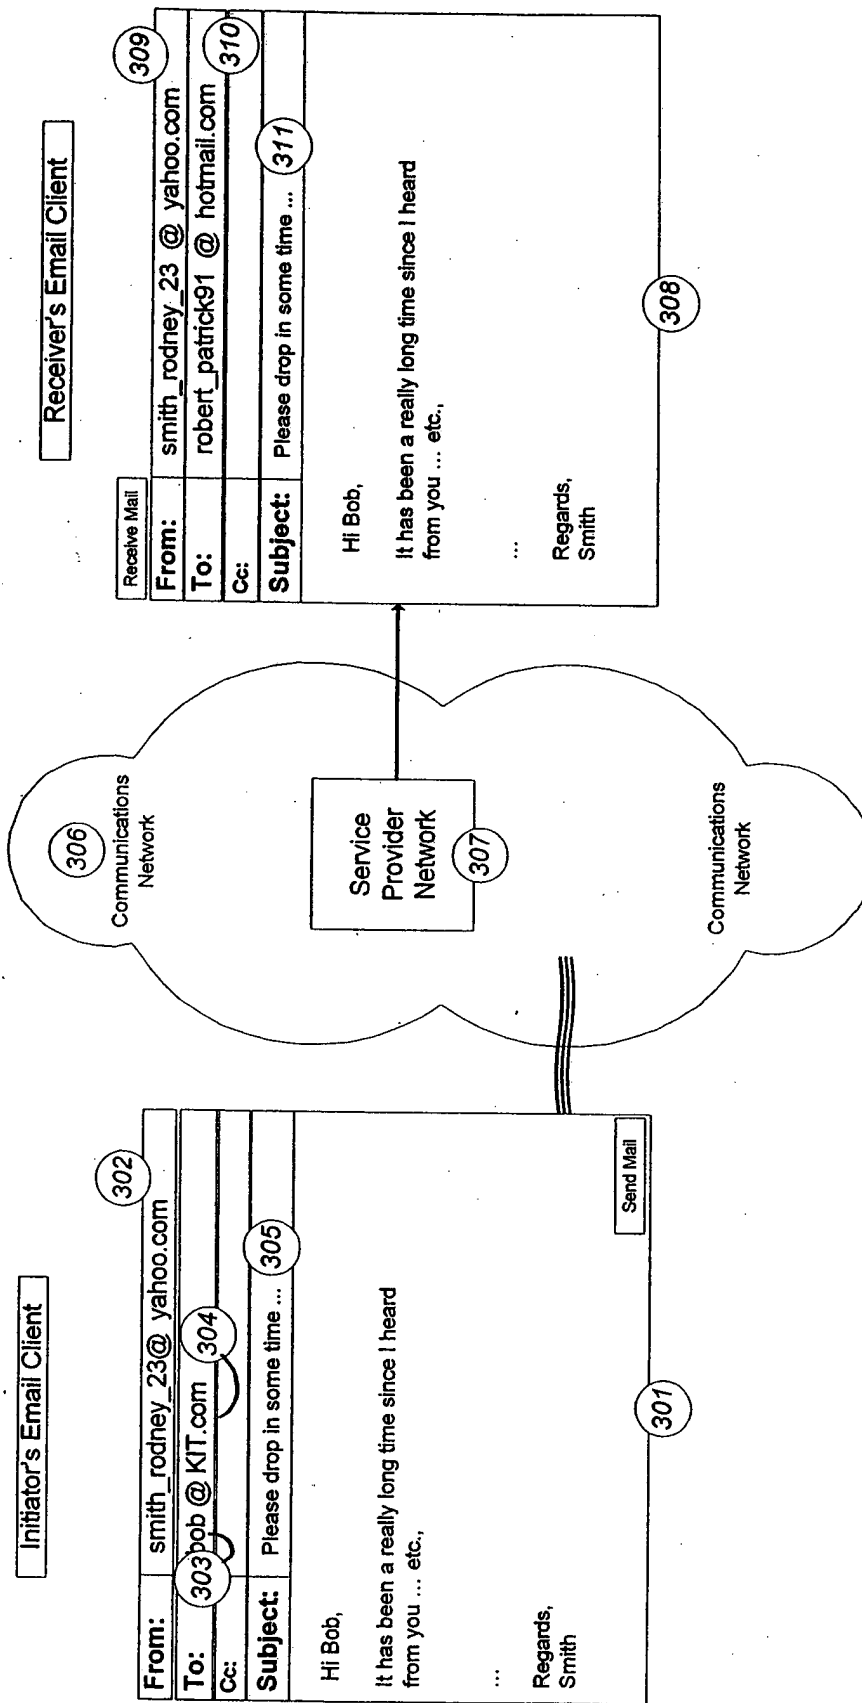 Initiator's Email Client
302
From: smith_rodney_23@ yahoo.com
To: bob @ KIT.com
303
304
Cc:
Subject: Please drop in some time ...
305
Hi Bob,
It has been a really long time since I heard
from you ... etc.,
...
Regards,
Smith
Send Mail
301
306
Communications
Network
Service
Provider
Network
307
Communications
Network
Receiver's Email Client
Receive Mail
309
From: smith_rodney_23 @ yahoo.com
To: robert_patrick91 @ hotmail.com
310
Cc:
Subject: Please drop in some time ...
311
Hi Bob,
It has been a really long time since I heard
from you ... etc.,
...
Regards,
Smith
308